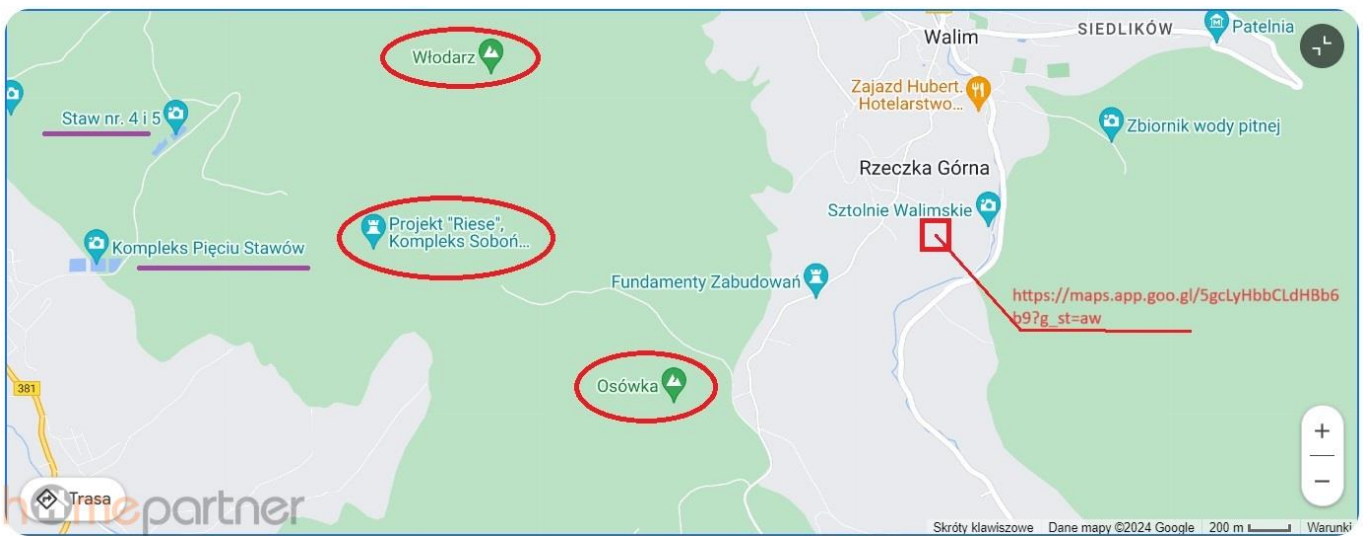 Włodarz
Walim
SIEDLIKÓW
Patelnia
Zajazd Hubert.
Hotelarstwo...
Staw nr. 4 i 5
Zbiornik wody pitnej
Rzeczka Górna
Sztolnie Walimskie
Projekt "Riese",
Kompleks Soboń...
Kompleks Pięciu Stawów
Fundamenty Zabudowań
https://maps.app.goo.gl/5gcLyHbbCLdHBb6
b9?g_st=aw
Osówka
381
Trasa
homepartner
Skróty klawiszowe Dane mapy ©2024 Google 200 m Warunki